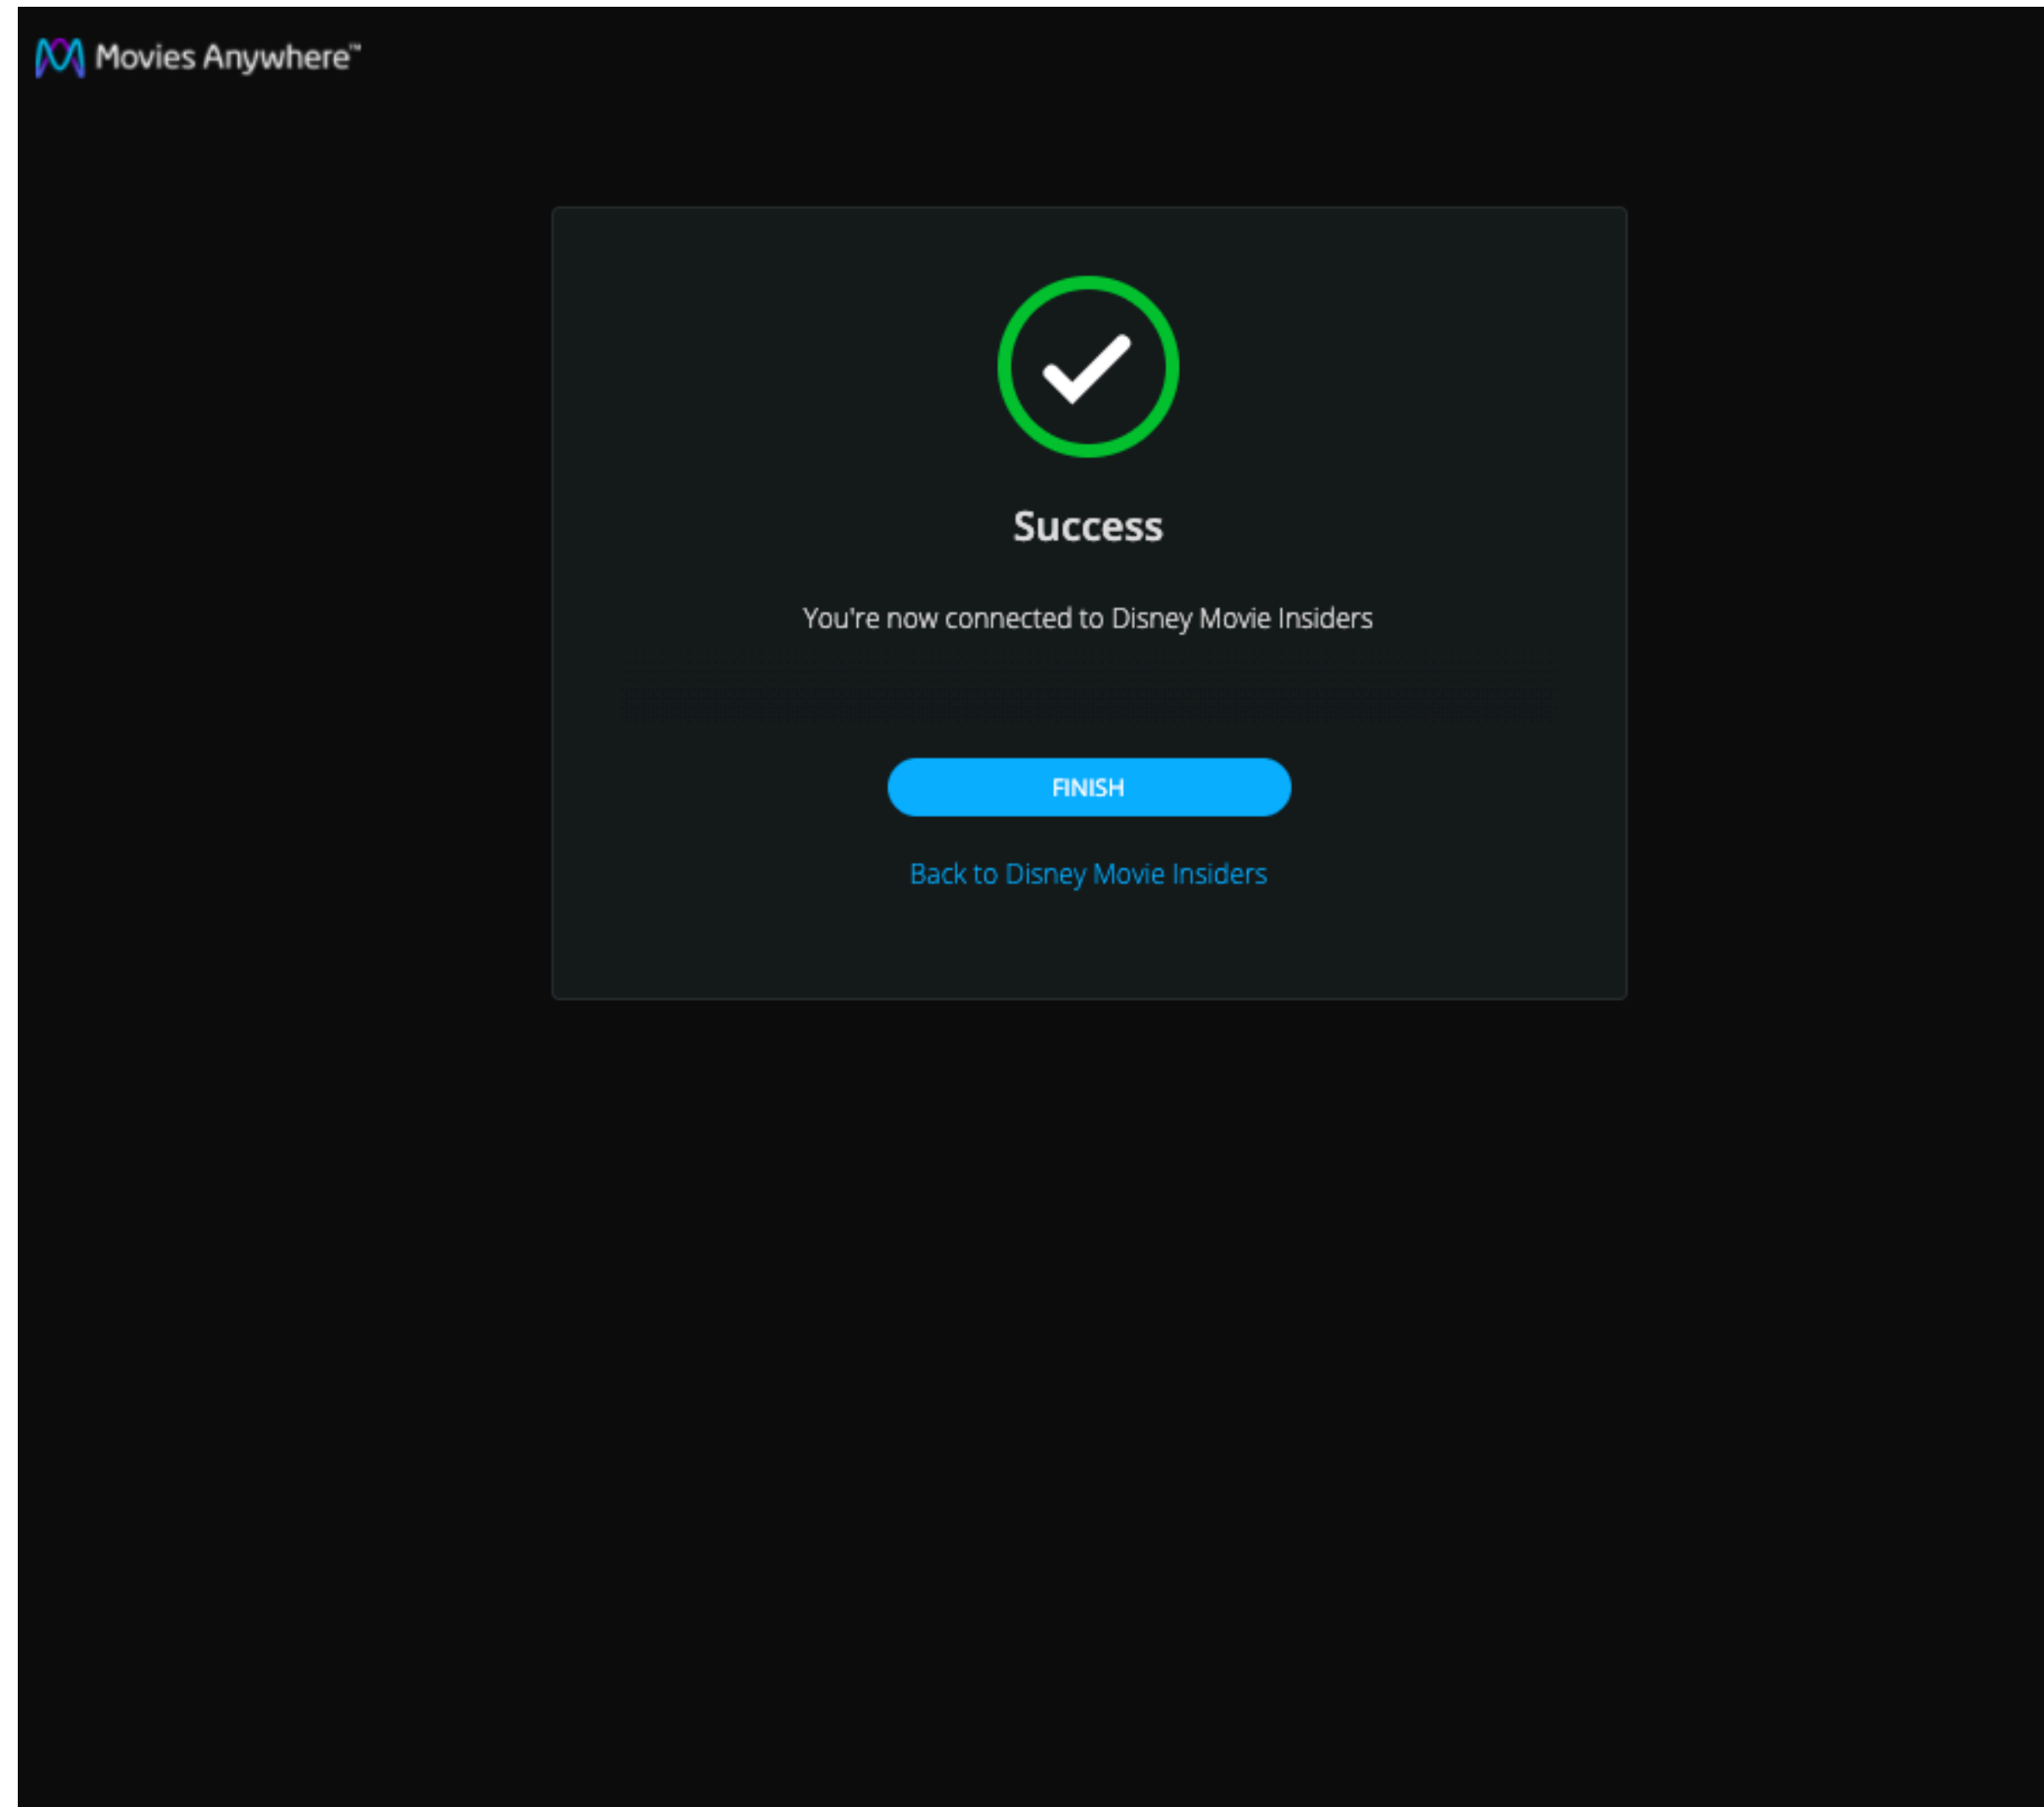 Movies Anywhere™
Success
You're now connected to Disney Movie Insiders
FINISH
Back to Disney Movie Insiders